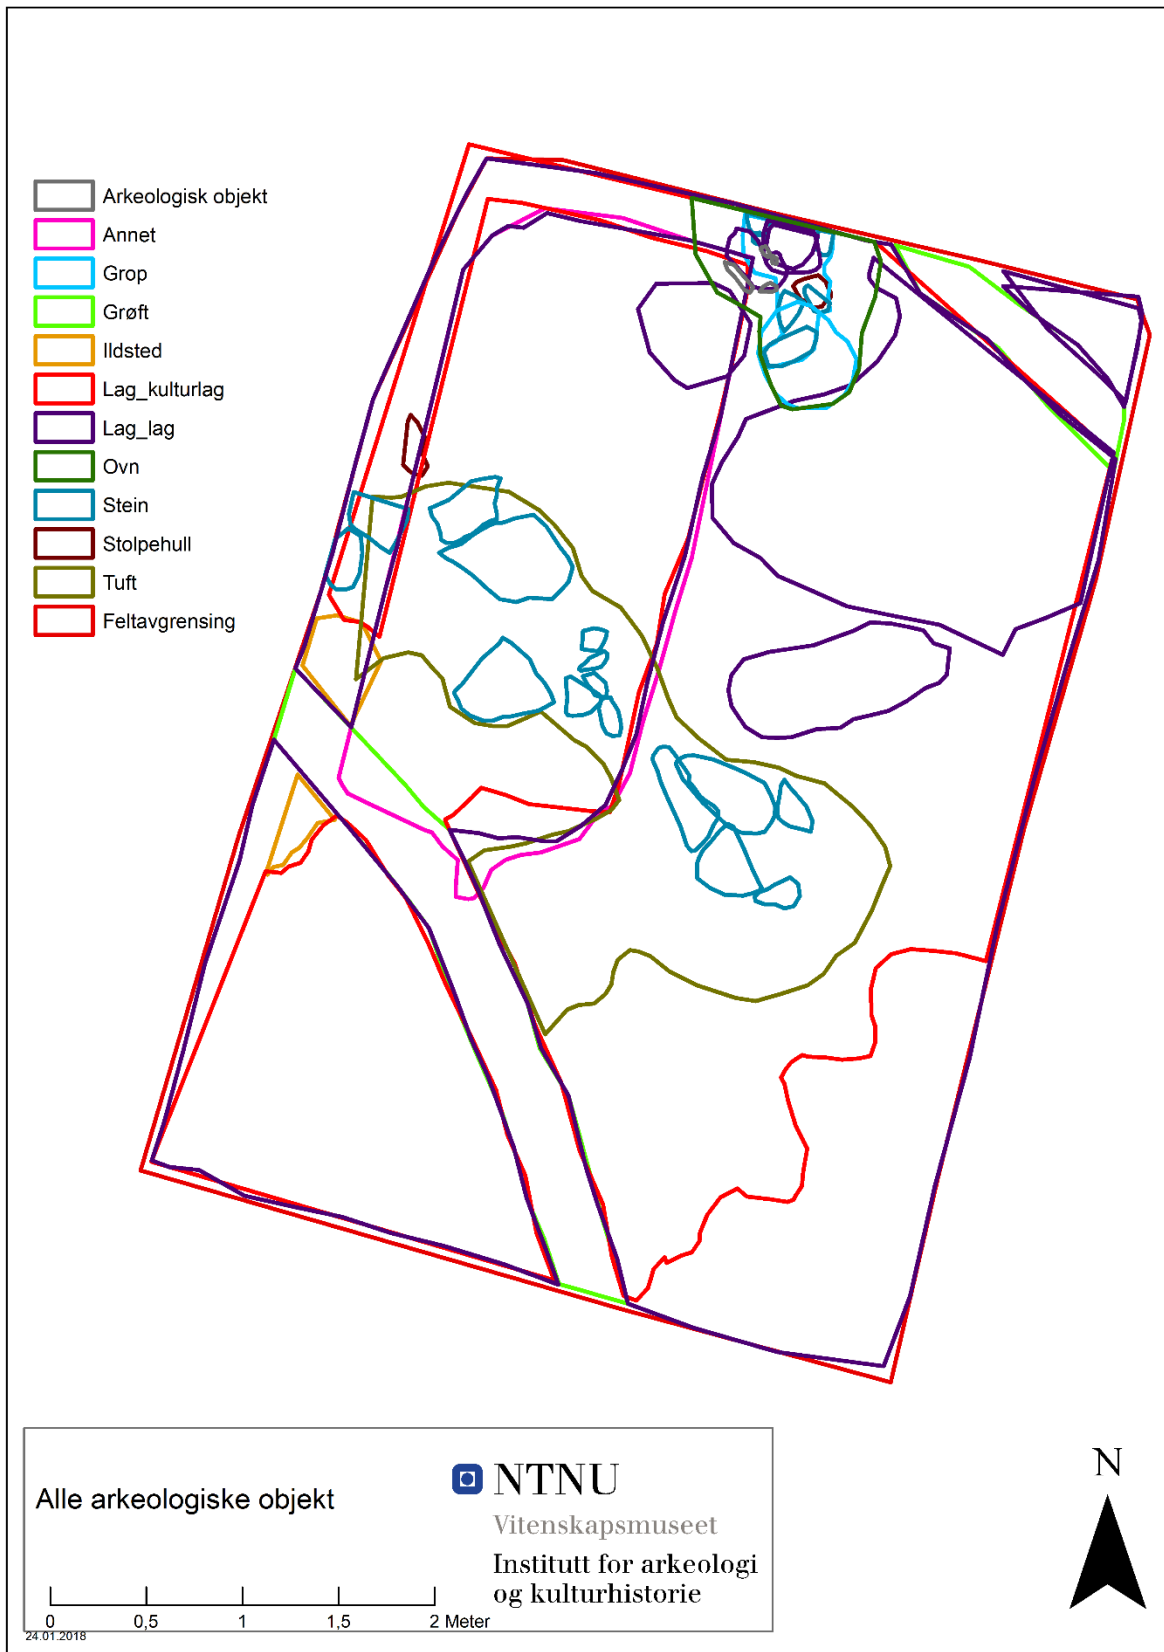 Arkeologisk objekt
Annet
Grop
Grøft
Ildsted
Lag_kulturlag
Lag_lag
Ovn
Stein
Stolpehull
Tuft
Feltavgrensing
Alle arkeologiske objekt
NTNU
Vitenskapsmuseet
Institutt for arkeologi
og kulturhistorie
N
0 0,5 1 1,5 2 Meter
24.01.2018